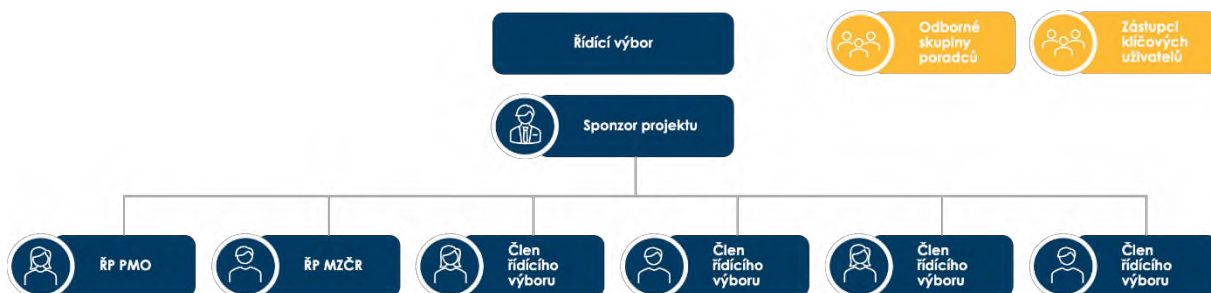 Řídící výbor
Odborné
skupiny
poradců
Zástupci
klíčových
uživatelů
Sponzor projektu
ŘP PMO
ŘP MZČR
Člen
řídícího
výboru
Člen
řídícího
výboru
Člen
řídícího
výboru
Člen
řídícího
výboru